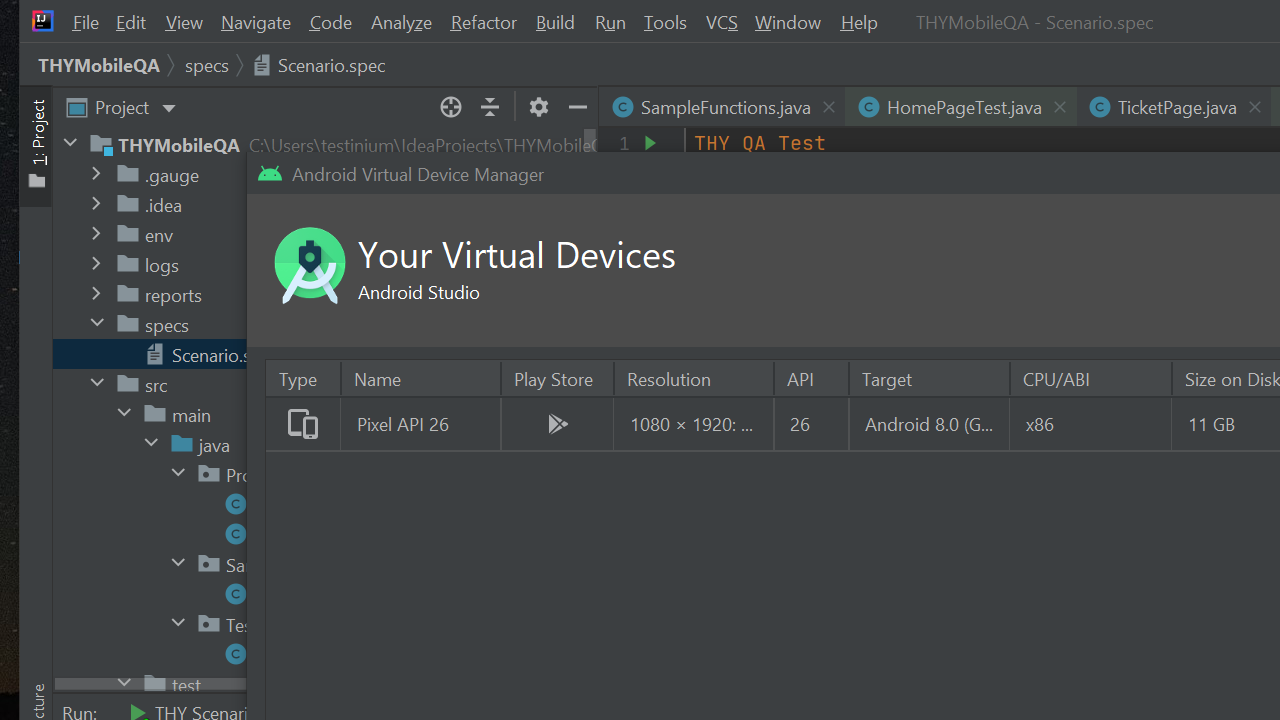 File Edit View Navigate Code Analyze Refactor Build Run Tools VCS Window Help THYMobileQA - Scenario.spec
THYMobileQA specs Scenario.spec
1: Project
Project
SampleFunctions.java HomePageTest.java TicketPage.java
THYMobileQA C:\Users\testinium\IdeaProjects\THYMobileQ
1 THY QA Test
.gauge
.idea
env
logs
reports
specs
Scenario.s
src
main
java
Pro
Sa
Tes
test
Run: THY Scenari
Android Virtual Device Manager
Your Virtual Devices
Android Studio
Type Name Play Store Resolution API Target CPU/ABI Size on Disk
Pixel API 26 1080 × 1920: ... 26 Android 8.0 (G... x86 11 GB